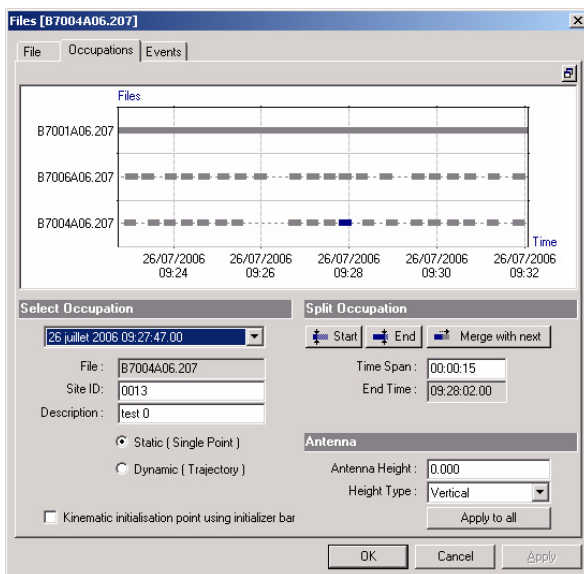 Files [B7004A06.207]
File Occupations Events
Files
B7001A06.207
B7006A06.207
B7004A06.207
Time
26/07/2006 26/07/2006 26/07/2006 26/07/2006 26/07/2006
09:24 09:26 09:28 09:30 09:32
Select Occupation
26 juillet 2006 09:27:47.00
File : B7004A06.207
Site ID: 0013
Description : test 0
Static ( Single Point )
Dynamic ( Trajectory )
Kinematic initialisation point using initializer bar
Split Occupation
Start End Merge with next
Time Span : 00:00:15
End Time : 09:28:02.00
Antenna
Antenna Height : 0.000
Height Type : Vertical
Apply to all
OK Cancel Apply